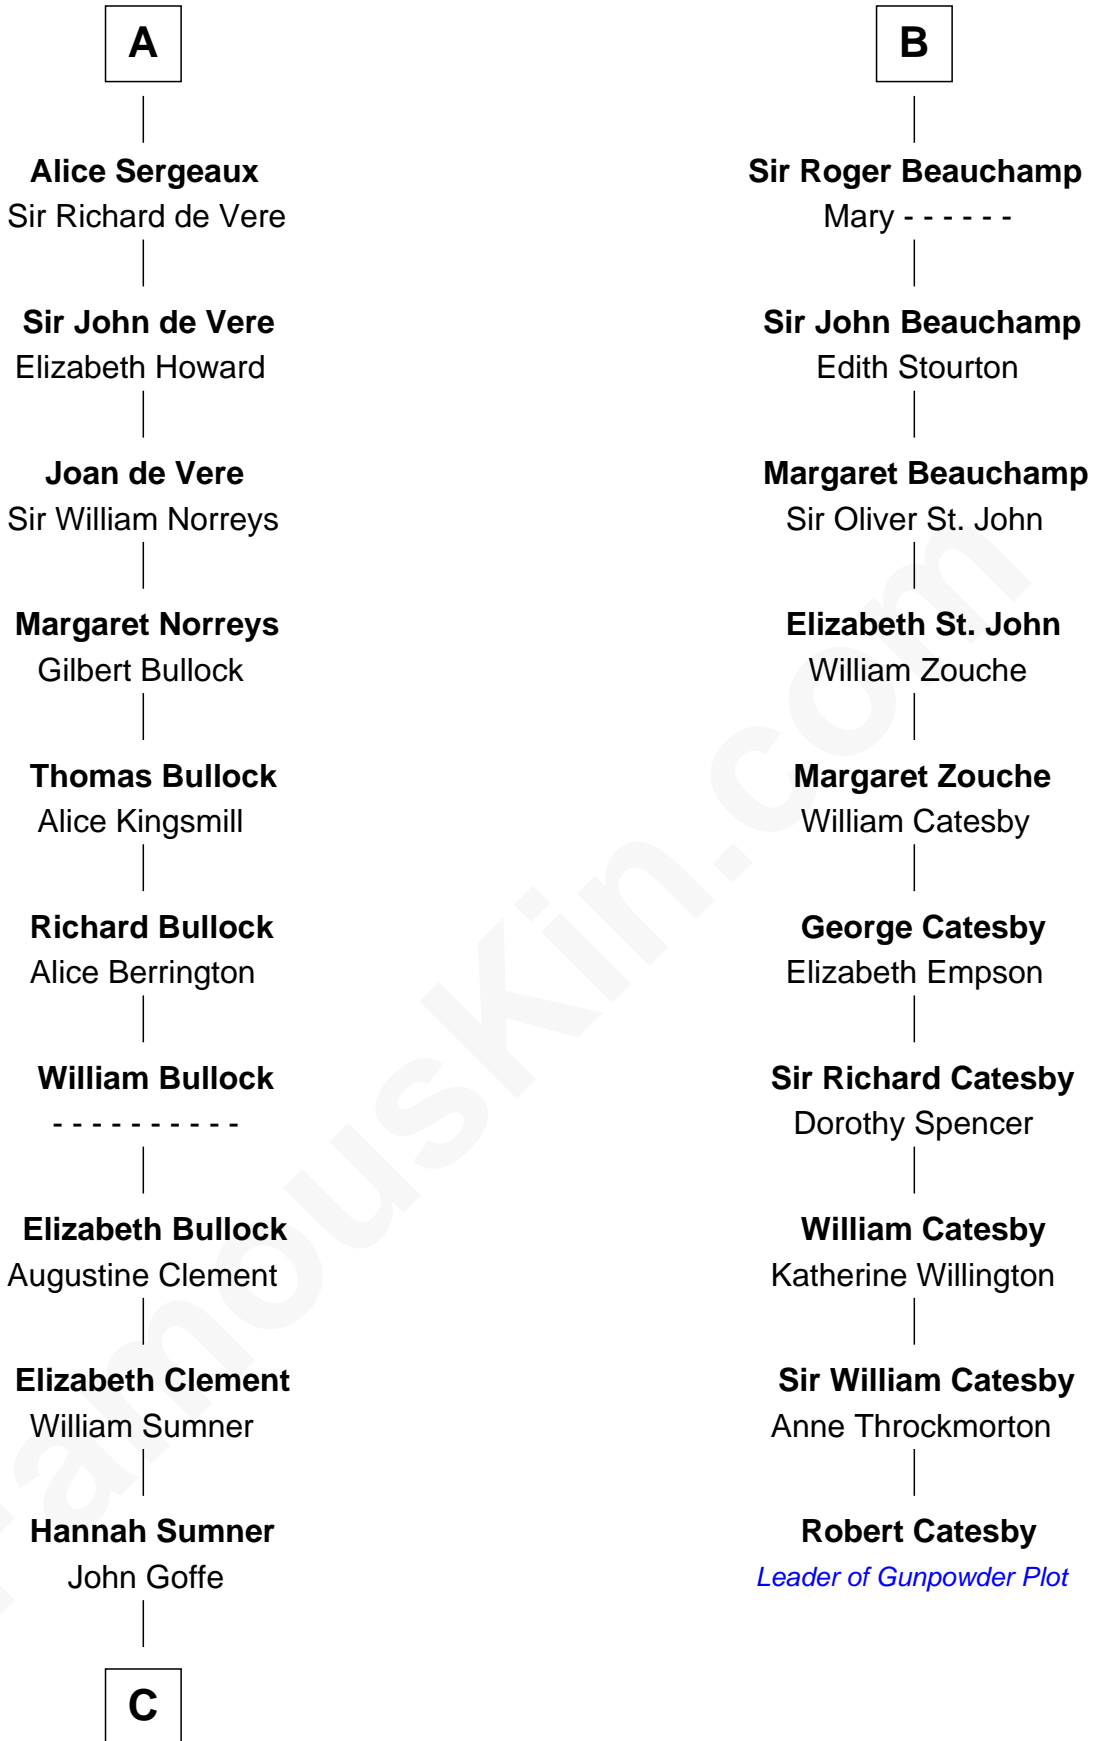 A
Alice Sergeaux
Sir Richard de Vere
Sir John de Vere
Elizabeth Howard
Joan de Vere
Sir William Norreys
Margaret Norreys
Gilbert Bullock
Thomas Bullock
Alice Kingsmill
Richard Bullock
Alice Berrington
William Bullock
- - - - - - - - - -
Elizabeth Bullock
Augustine Clement
Elizabeth Clement
William Sumner
Hannah Sumner
John Goffe
C
B
Sir Roger Beauchamp
Mary - - - - - -
Sir John Beauchamp
Edith Stourton
Margaret Beauchamp
Sir Oliver St. John
Elizabeth St. John
William Zouche
Margaret Zouche
William Catesby
George Catesby
Elizabeth Empson
Sir Richard Catesby
Dorothy Spencer
William Catesby
Katherine Willington
Sir William Catesby
Anne Throckmorton
Robert Catesby
Leader of Gunpowder Plot
FamousKin.com